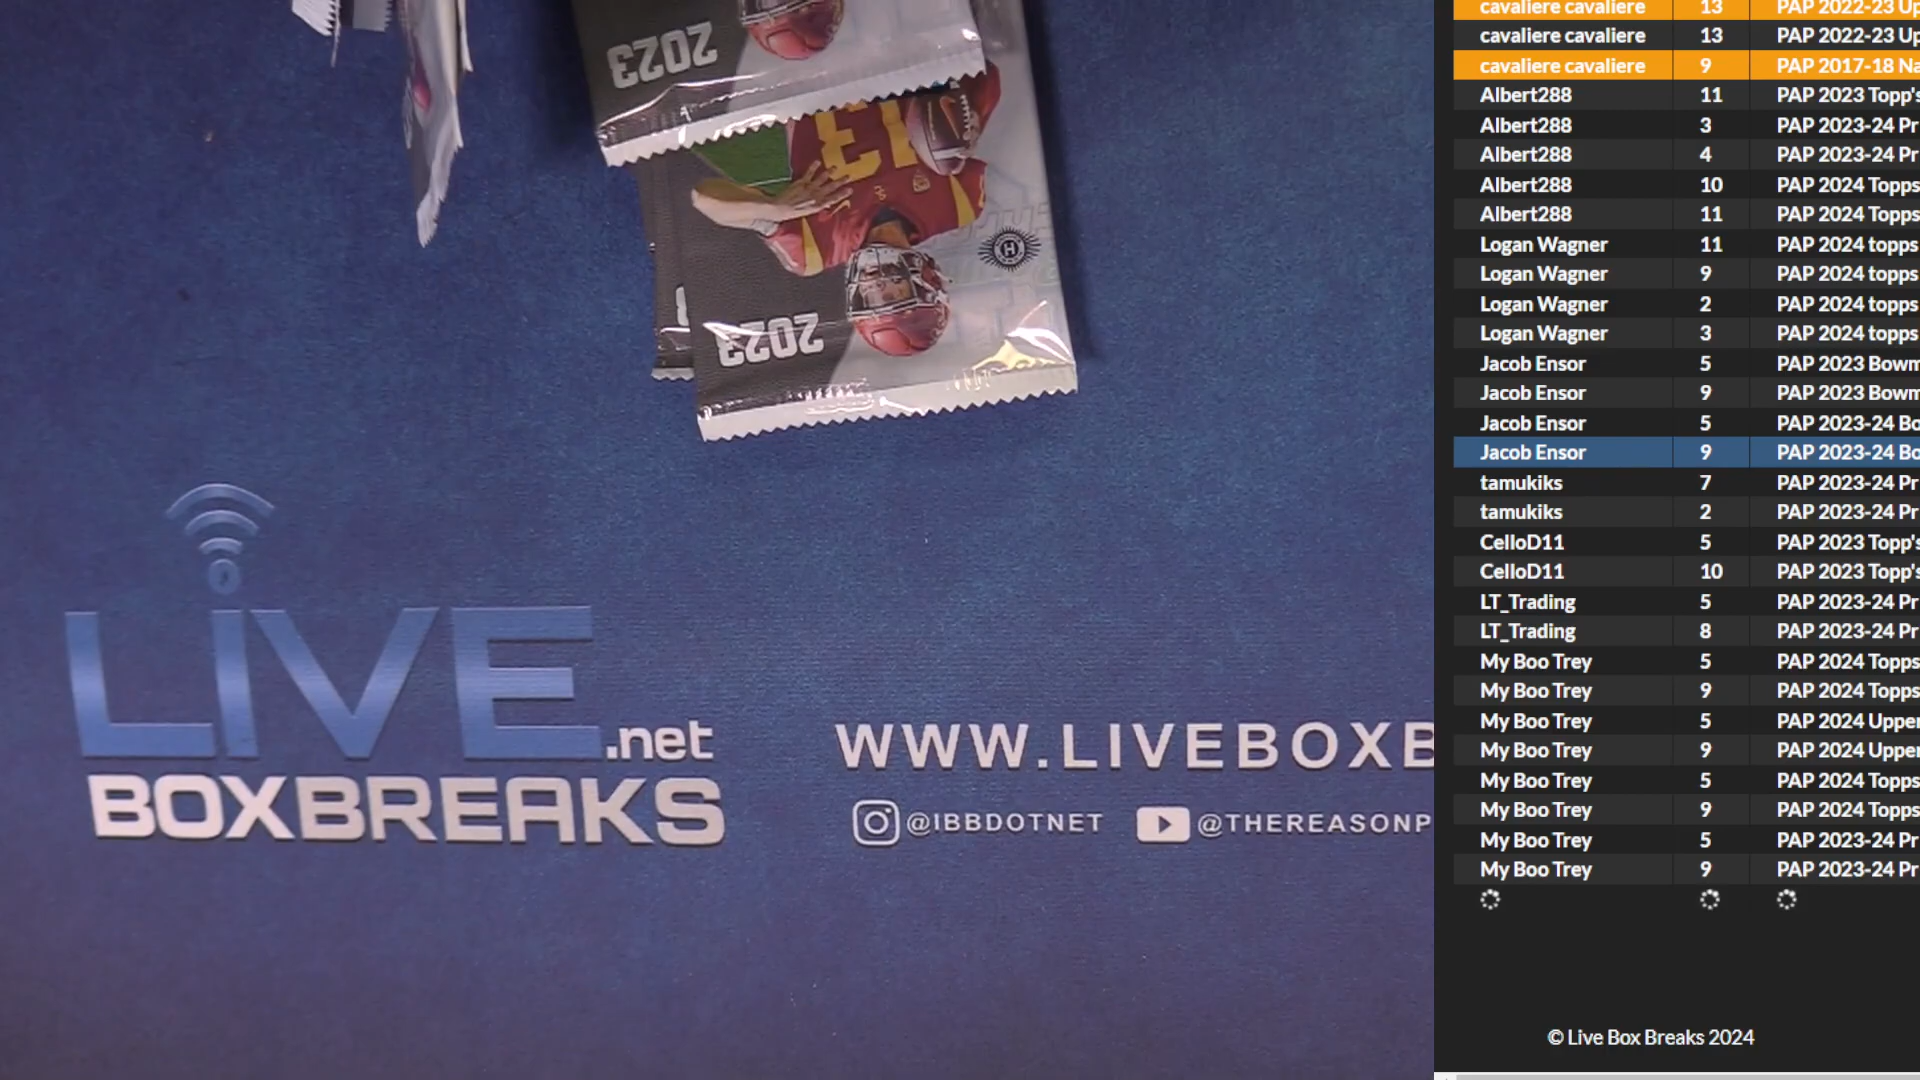 2023
13
H
2023
LIVE
.net
BOXBREAKS
WWW.LIVEBOXB
@IBBDOTNET @THEREASONP
cavaliere cavaliere 13 PAP 2022-23 Up
cavaliere cavaliere 13 PAP 2022-23 Up
cavaliere cavaliere 9 PAP 2017-18 Na
Albert288 11 PAP 2023 Topp's
Albert288 3 PAP 2023-24 Pr
Albert288 4 PAP 2023-24 Pr
Albert288 10 PAP 2024 Topps
Albert288 11 PAP 2024 Topps
Logan Wagner 11 PAP 2024 topps
Logan Wagner 9 PAP 2024 topps
Logan Wagner 2 PAP 2024 topps
Logan Wagner 3 PAP 2024 topps
Jacob Ensor 5 PAP 2023 Bowm
Jacob Ensor 9 PAP 2023 Bowm
Jacob Ensor 5 PAP 2023-24 Bo
Jacob Ensor 9 PAP 2023-24 Bo
tamukiks 7 PAP 2023-24 Pr
tamukiks 2 PAP 2023-24 Pr
CelloD11 5 PAP 2023 Topp's
CelloD11 10 PAP 2023 Topp's
LT_Trading 5 PAP 2023-24 Pr
LT_Trading 8 PAP 2023-24 Pr
My Boo Trey 5 PAP 2024 Topps
My Boo Trey 9 PAP 2024 Topps
My Boo Trey 5 PAP 2024 Upper
My Boo Trey 9 PAP 2024 Upper
My Boo Trey 5 PAP 2024 Topps
My Boo Trey 9 PAP 2024 Topps
My Boo Trey 5 PAP 2023-24 Pr
My Boo Trey 9 PAP 2023-24 Pr
© Live Box Breaks 2024